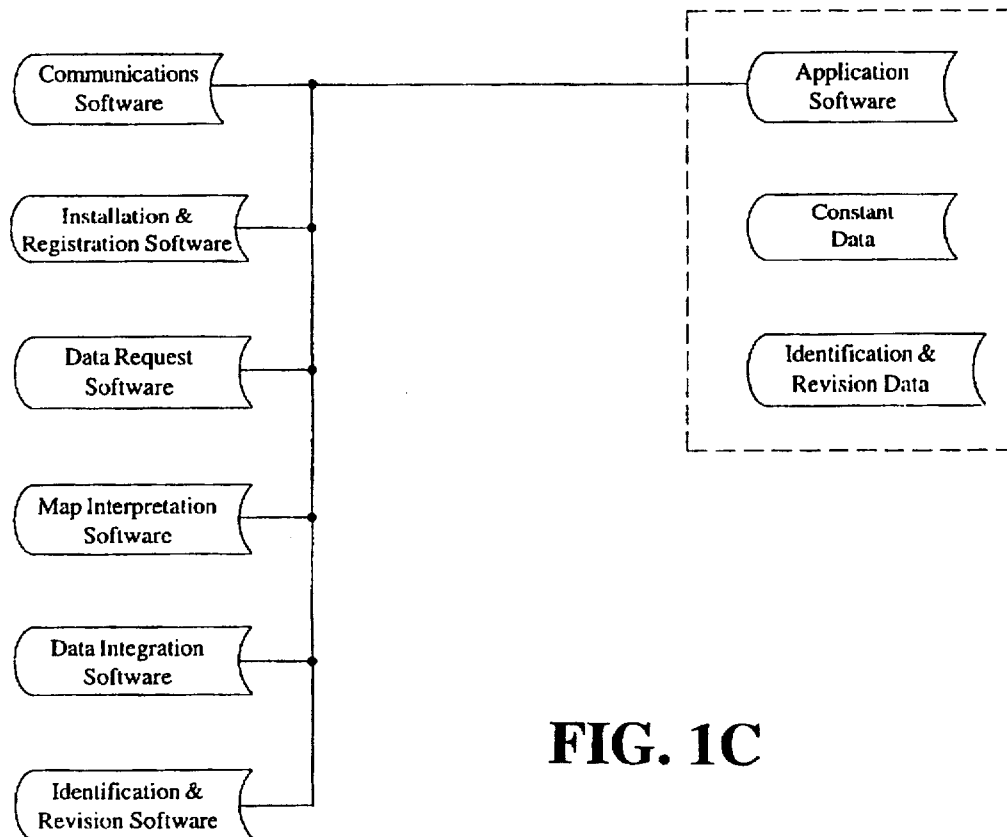 Communications
Software
Installation &
Registration Software
Data Request
Software
Map Interpretation
Software
Data Integration
Software
Identification &
Revision Software
Application
Software
Constant
Data
Identification &
Revision Data
FIG. 1C